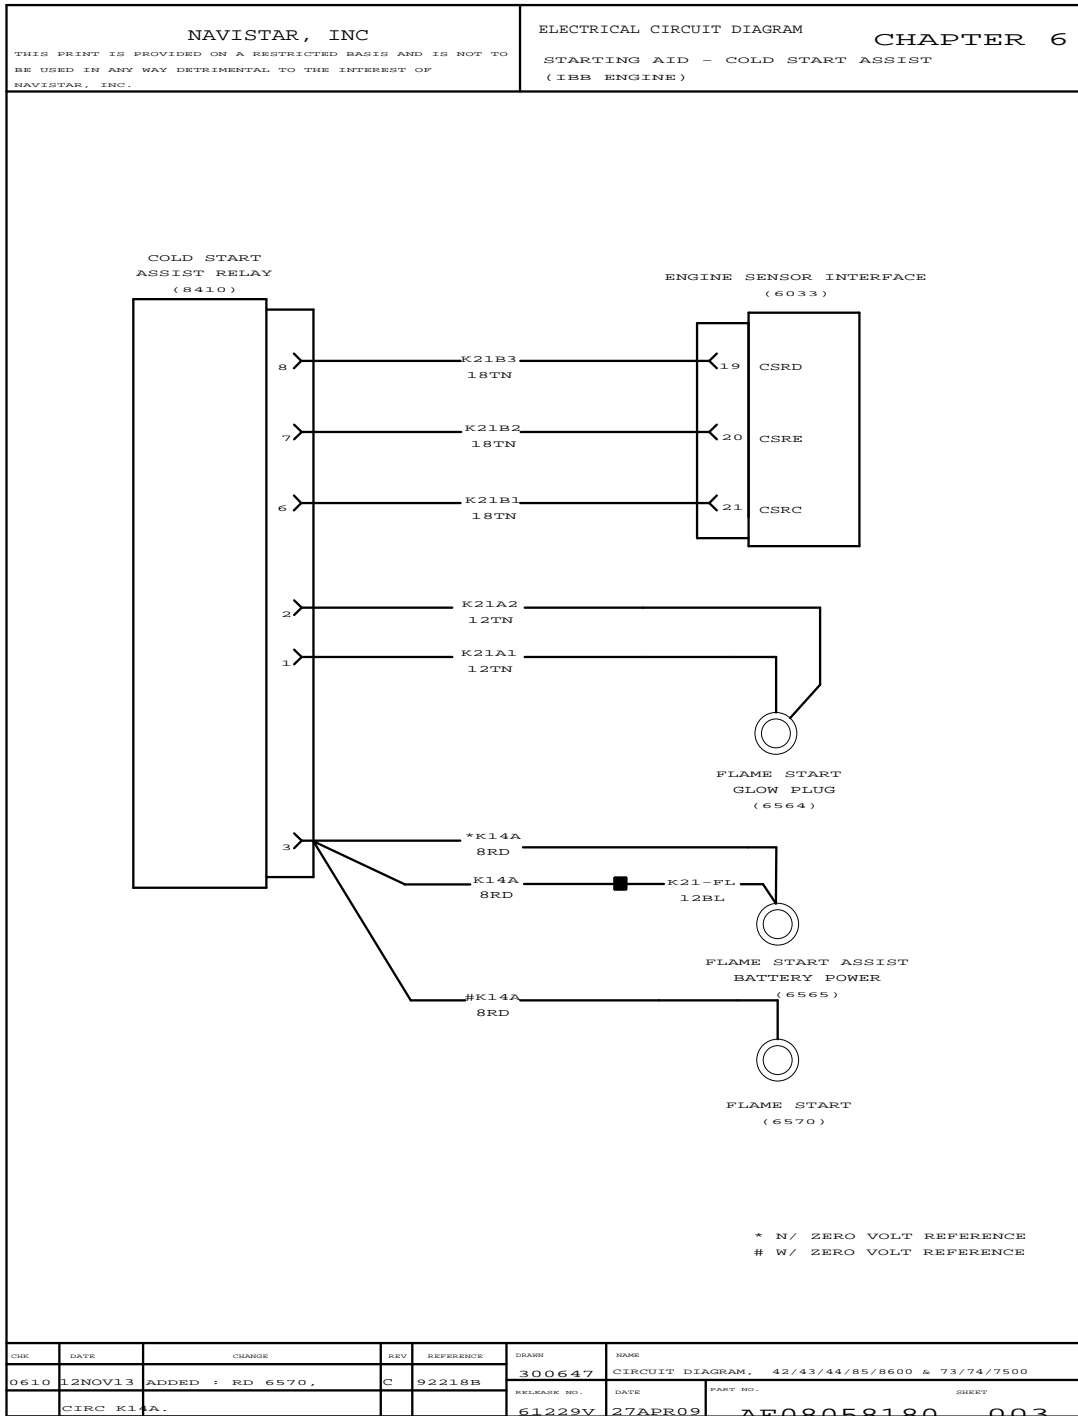 NAVISTAR, INC
THIS PRINT IS PROVIDED ON A RESTRICTED BASIS AND IS NOT TO
BE USED IN ANY WAY DETRIMENTAL TO THE INTEREST OF
NAVISTAR, INC.
ELECTRICAL CIRCUIT DIAGRAM
CHAPTER 6
STARTING AID - COLD START ASSIST
(IBB ENGINE)
COLD START
ASSIST RELAY
(8410)
ENGINE SENSOR INTERFACE
(6033)
8
K21B3
18TN
19
CSRD
7
K21B2
18TN
20
CSRE
6
K21B1
18TN
21
CSRC
2
K21A2
12TN
1
K21A1
12TN
FLAME START
GLOW PLUG
(6564)
3
*K14A
8RD
K14A
8RD
K21-FL
12BL
FLAME START ASSIST
BATTERY POWER
(6565)
#K14A
8RD
FLAME START
(6570)
* N/ ZERO VOLT REFERENCE
# W/ ZERO VOLT REFERENCE
CHK
DATE
CHANGE
REV
REFERENCE
DRAWN
NAME
0610
12NOV13
ADDED : RD 6570,
C
92218B
300647
CIRCUIT DIAGRAM, 42/43/44/85/8600 & 73/74/7500
CIRC K14A.
RELEASE NO.
DATE
PART NO.
SHEET
61229V
27APR09
AE08058180
003